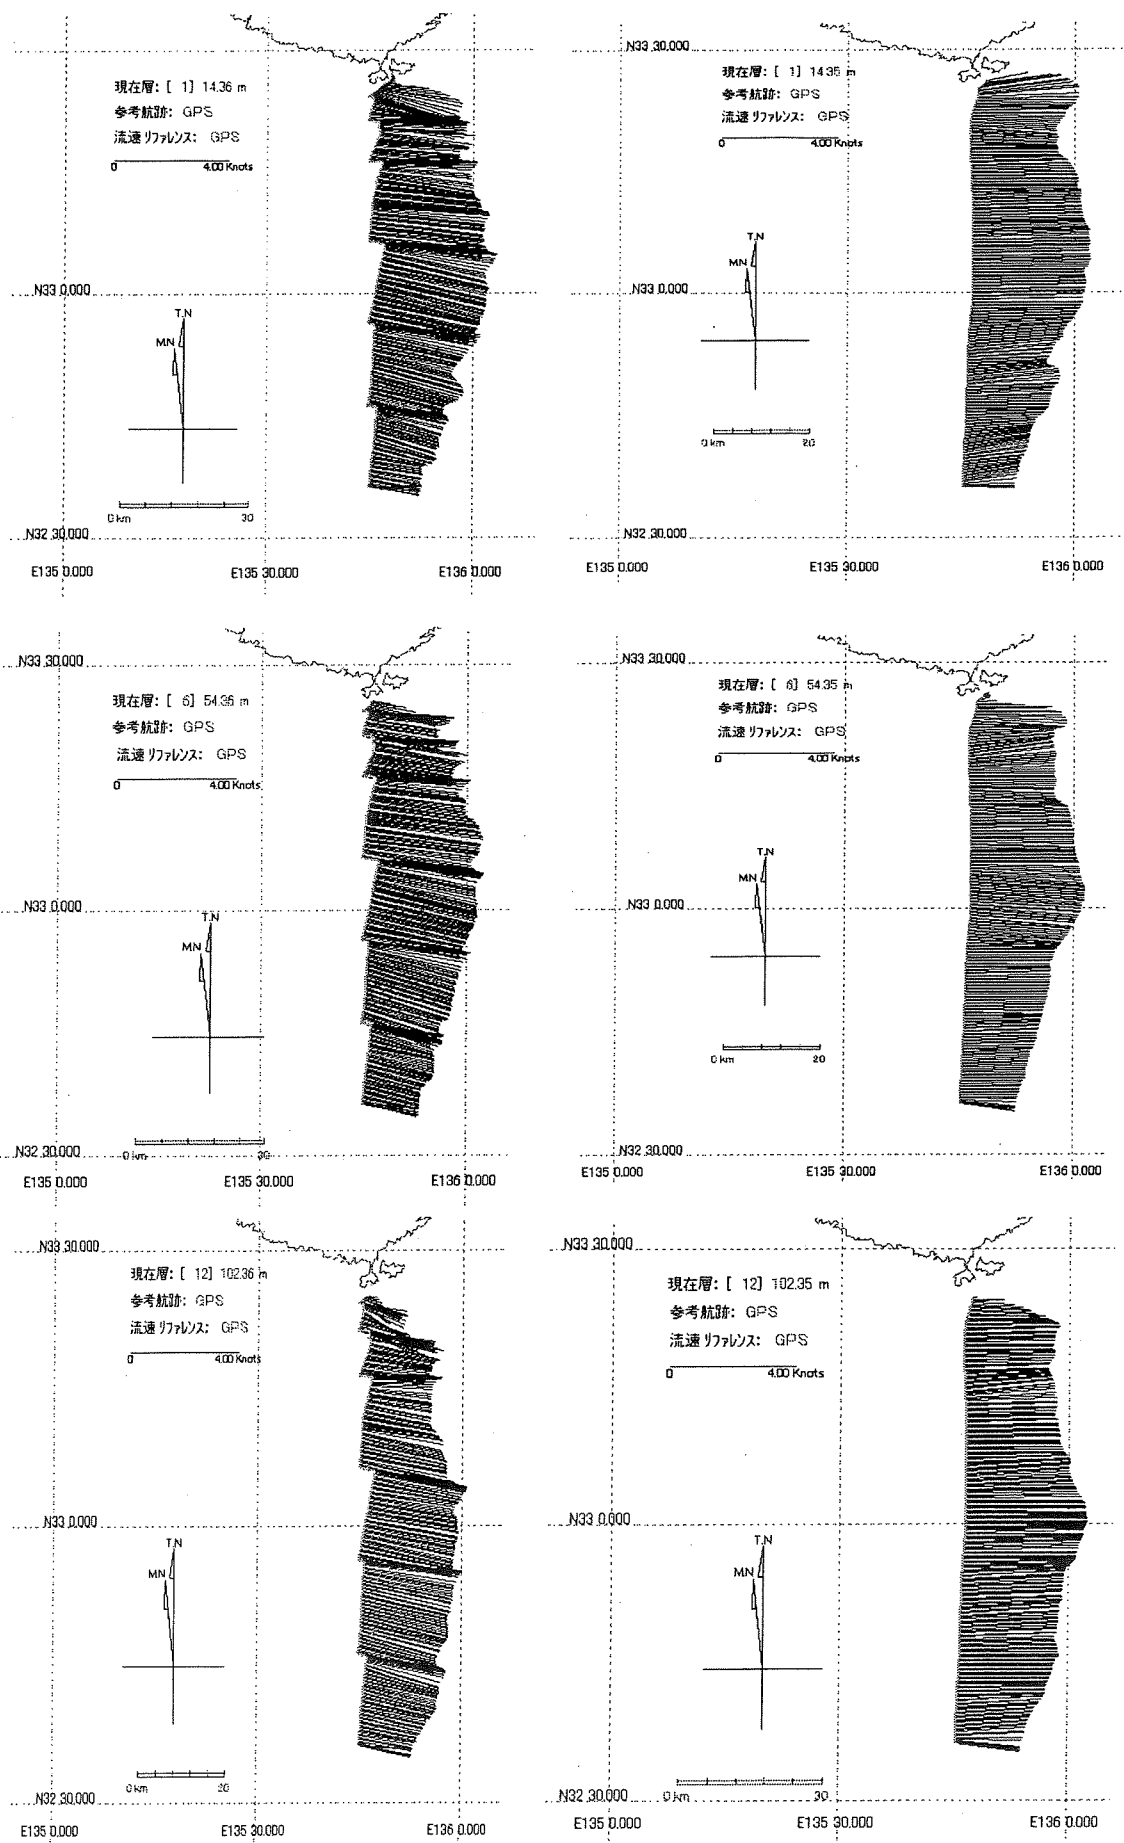 現在層: [ 1] 14.36 m
参考航跡: GPS
流速 リファレンス: GPS
0 4.00 Knots
N33 0.000
T.N
MN
0 km 30
N32 30.000
E135 0.000 E135 30.000 E136 0.000
N33 30.000
現在層: [ 1] 14.35 m
参考航跡: GPS
流速 リファレンス: GPS
0 4.00 Knots
T.N
MN
N33 0.000
0 km 20
N32 30.000
E135 0.000 E135 30.000 E136 0.000
N33 30.000
現在層: [ 6] 54.36 m
参考航跡: GPS
流速 リファレンス: GPS
0 4.00 Knots
N33 0.000
T.N
MN
0 km 30
N32 30.000
E135 0.000 E135 30.000 E136 0.000
N33 30.000
現在層: [ 6] 54.35 m
参考航跡: GPS
流速 リファレンス: GPS
0 4.00 Knots
T.N
MN
N33 0.000
0 km 20
N32 30.000
E135 0.000 E135 30.000 E136 0.000
N33 30.000
現在層: [ 12] 102.36 m
参考航跡: GPS
流速 リファレンス: GPS
0 4.00 Knots
N33 0.000
T.N
MN
0 km 20
N32 30.000
E135 0.000 E135 30.000 E136 0.000
N33 30.000
現在層: [ 12] 102.35 m
参考航跡: GPS
流速 リファレンス: GPS
0 4.00 Knots
N33 0.000
T.N
MN
0 km 30
N32 30.000
E135 0.000 E135 30.000 E136 0.000